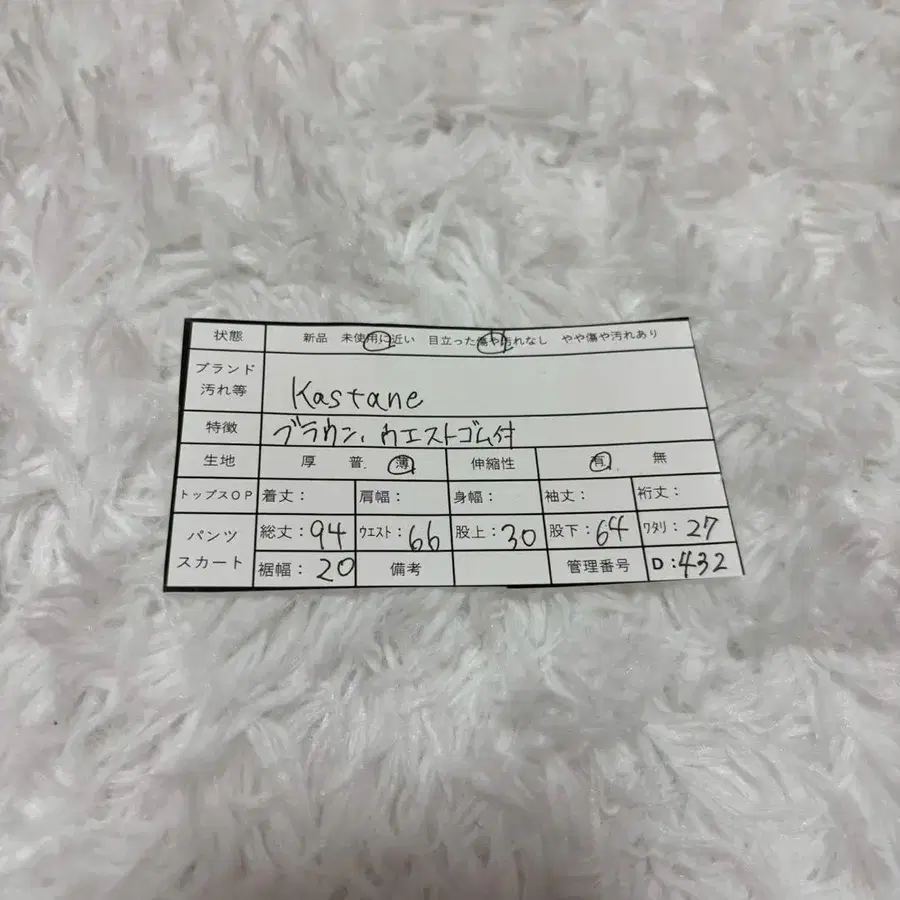 状態 新品 未使用に近い 目立った傷や汚れなし やや傷や汚れあり
ブランド
汚れ等 Kastane
特徴 ブラウン、ウエストゴム付
生地 厚 普 薄 伸縮性 有 無
トップスOP 着丈: 肩幅: 身幅: 袖丈: 裄丈:
パンツ 総丈:94 ウエスト:66 股上:30 股下:64 ワタリ:27
スカート 裾幅:20 備考 管理番号 D:432